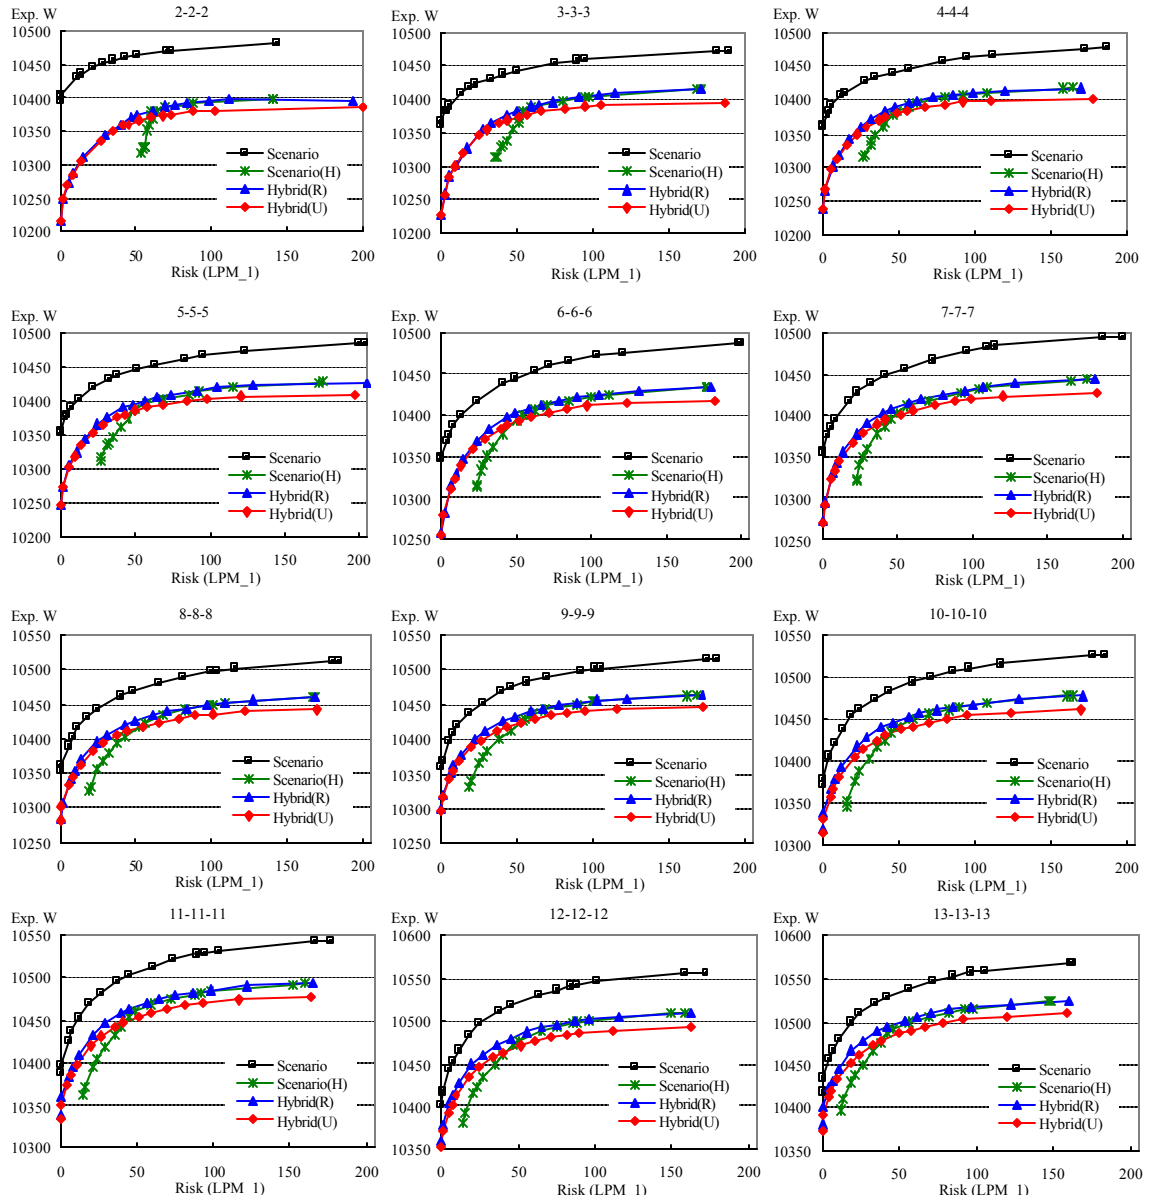 Exp. W
2-2-2
10500
10450
10400
10350
10300
10250
10200
0
50
100
150
200
Risk (LPM_1)
Scenario
Scenario(H)
Hybrid(R)
Hybrid(U)
Exp. W
3-3-3
10500
10450
10400
10350
10300
10250
10200
0
50
100
150
200
Risk (LPM_1)
Scenario
Scenario(H)
Hybrid(R)
Hybrid(U)
Exp. W
4-4-4
10500
10450
10400
10350
10300
10250
10200
0
50
100
150
200
Risk (LPM_1)
Scenario
Scenario(H)
Hybrid(R)
Hybrid(U)
Exp. W
5-5-5
10500
10450
10400
10350
10300
10250
10200
0
50
100
150
200
Risk (LPM_1)
Scenario
Scenario(H)
Hybrid(R)
Hybrid(U)
Exp. W
6-6-6
10500
10450
10400
10350
10300
10250
0
50
100
150
200
Risk (LPM_1)
Scenario
Scenario(H)
Hybrid(R)
Hybrid(U)
Exp. W
7-7-7
10500
10450
10400
10350
10300
10250
0
50
100
150
200
Risk (LPM_1)
Scenario
Scenario(H)
Hybrid(R)
Hybrid(U)
Exp. W
8-8-8
10550
10500
10450
10400
10350
10300
10250
0
50
100
150
200
Risk (LPM_1)
Scenario
Scenario(H)
Hybrid(R)
Hybrid(U)
Exp. W
9-9-9
10550
10500
10450
10400
10350
10300
10250
0
50
100
150
200
Risk (LPM_1)
Scenario
Scenario(H)
Hybrid(R)
Hybrid(U)
Exp. W
10-10-10
10550
10500
10450
10400
10350
10300
0
50
100
150
200
Risk (LPM_1)
Scenario
Scenario(H)
Hybrid(R)
Hybrid(U)
Exp. W
11-11-11
10550
10500
10450
10400
10350
10300
0
50
100
150
200
Risk (LPM_1)
Scenario
Scenario(H)
Hybrid(R)
Hybrid(U)
Exp. W
12-12-12
10600
10550
10500
10450
10400
10350
0
50
100
150
200
Risk (LPM_1)
Scenario
Scenario(H)
Hybrid(R)
Hybrid(U)
Exp. W
13-13-13
10600
10550
10500
10450
10400
10350
0
50
100
150
200
Risk (LPM_1)
Scenario
Scenario(H)
Hybrid(R)
Hybrid(U)